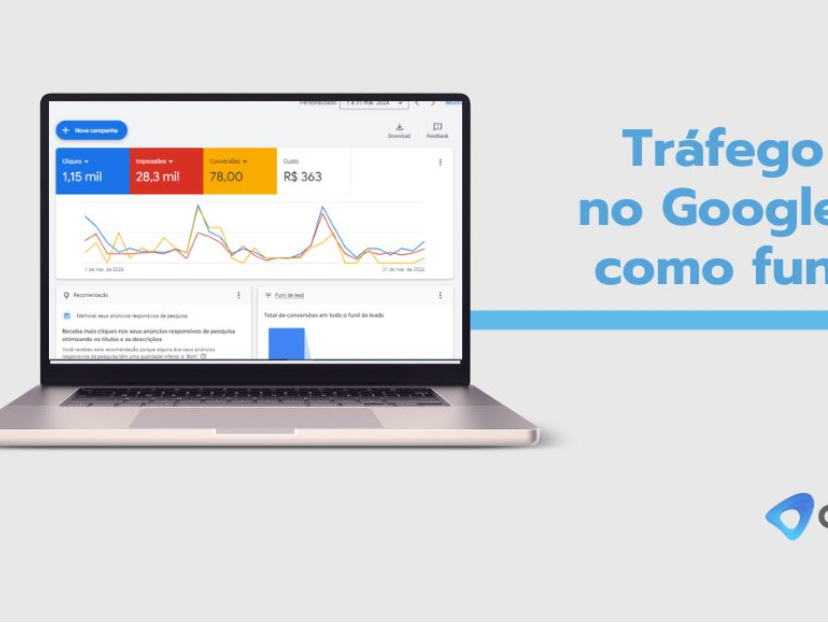 Personalizado 1 a 31 mai. 2024
Nova campanha
Download
Feedback
Cliques
Impressões
Conversões
Custo
1,15 mil
28,3 mil
78,00
R$ 363
1 de mai. de 2024
31 de mai. de 2024
Recomendação
Funil de lead
Melhorar seus anúncios responsivos de pesquisa
Receba mais cliques nos seus anúncios responsivos de pesquisa
otimizando os títulos e as descrições
Você recebeu esta recomendação porque alguns dos seus anúncios
responsivos de pesquisa têm uma qualidade inferior a "Bom".
Total de conversões em todo o funil de leads
Tráfego
no Google
como fun